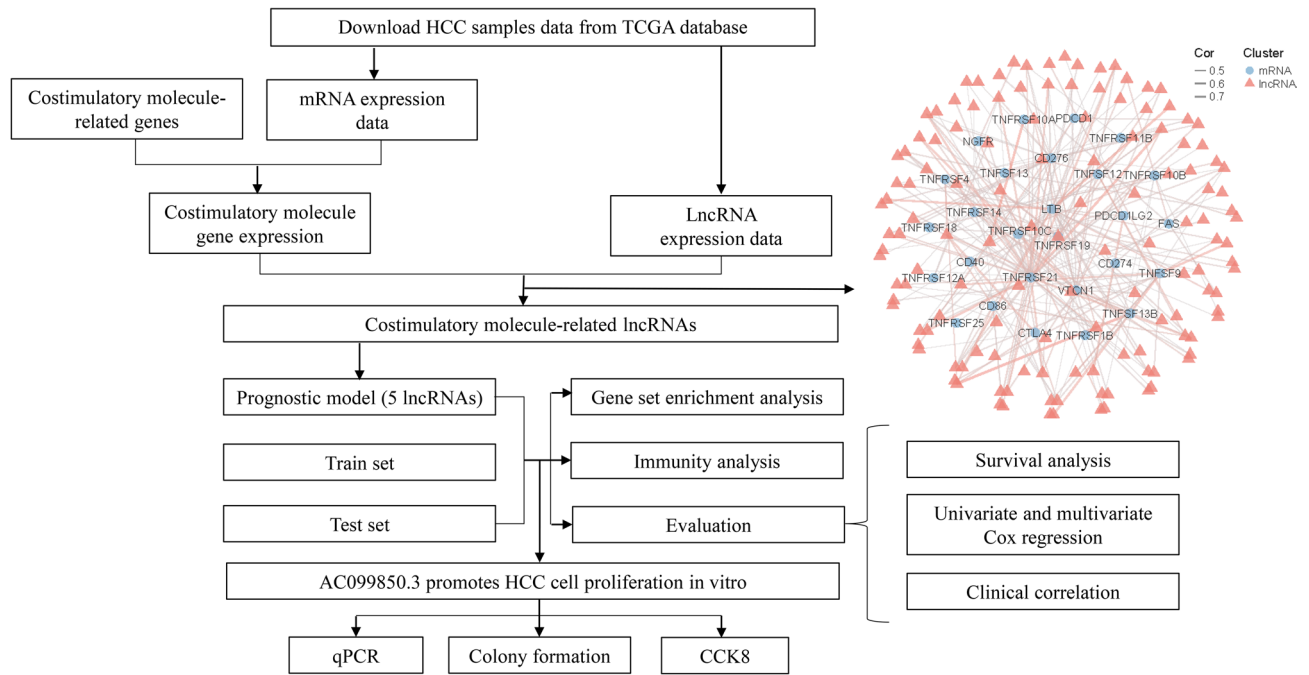 Download HCC samples data from TCGA database
Costimulatory molecule-
related genes
mRNA expression
data
Costimulatory molecule
gene expression
LncRNA
expression data
Costimulatory molecule-related lncRNAs
Prognostic model (5 lncRNAs)
Train set
Test set
Gene set enrichment analysis
Immunity analysis
Evaluation
Survival analysis
Univariate and multivariate
Cox regression
Clinical correlation
AC099850.3 promotes HCC cell proliferation in vitro
qPCR
Colony formation
CCK8
Cor
0.5
0.6
0.7
Cluster
mRNA
lncRNA
TNFRSF10A
PDCD1
NGFR
TNFRSF11B
CD276
TNFRSF4
TNFSF13
TNFSF12
TNFRSF10B
TNFRSF14
LTB
PDCD1LG2
TNFRSF18
TNFRSF10C
FAS
TNFRSF19
CD40
CD274
TNFRSF12A
TNFRSF21
TNFSF9
VTCN1
CD86
TNFSF13B
TNFRSF25
CTLA4
TNFRSF1B